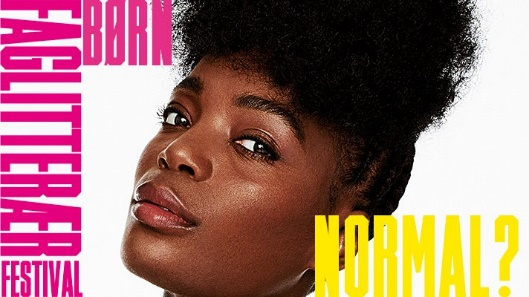 BØRN
FAGLITTERÆR
FESTIVAL
NORMAL?